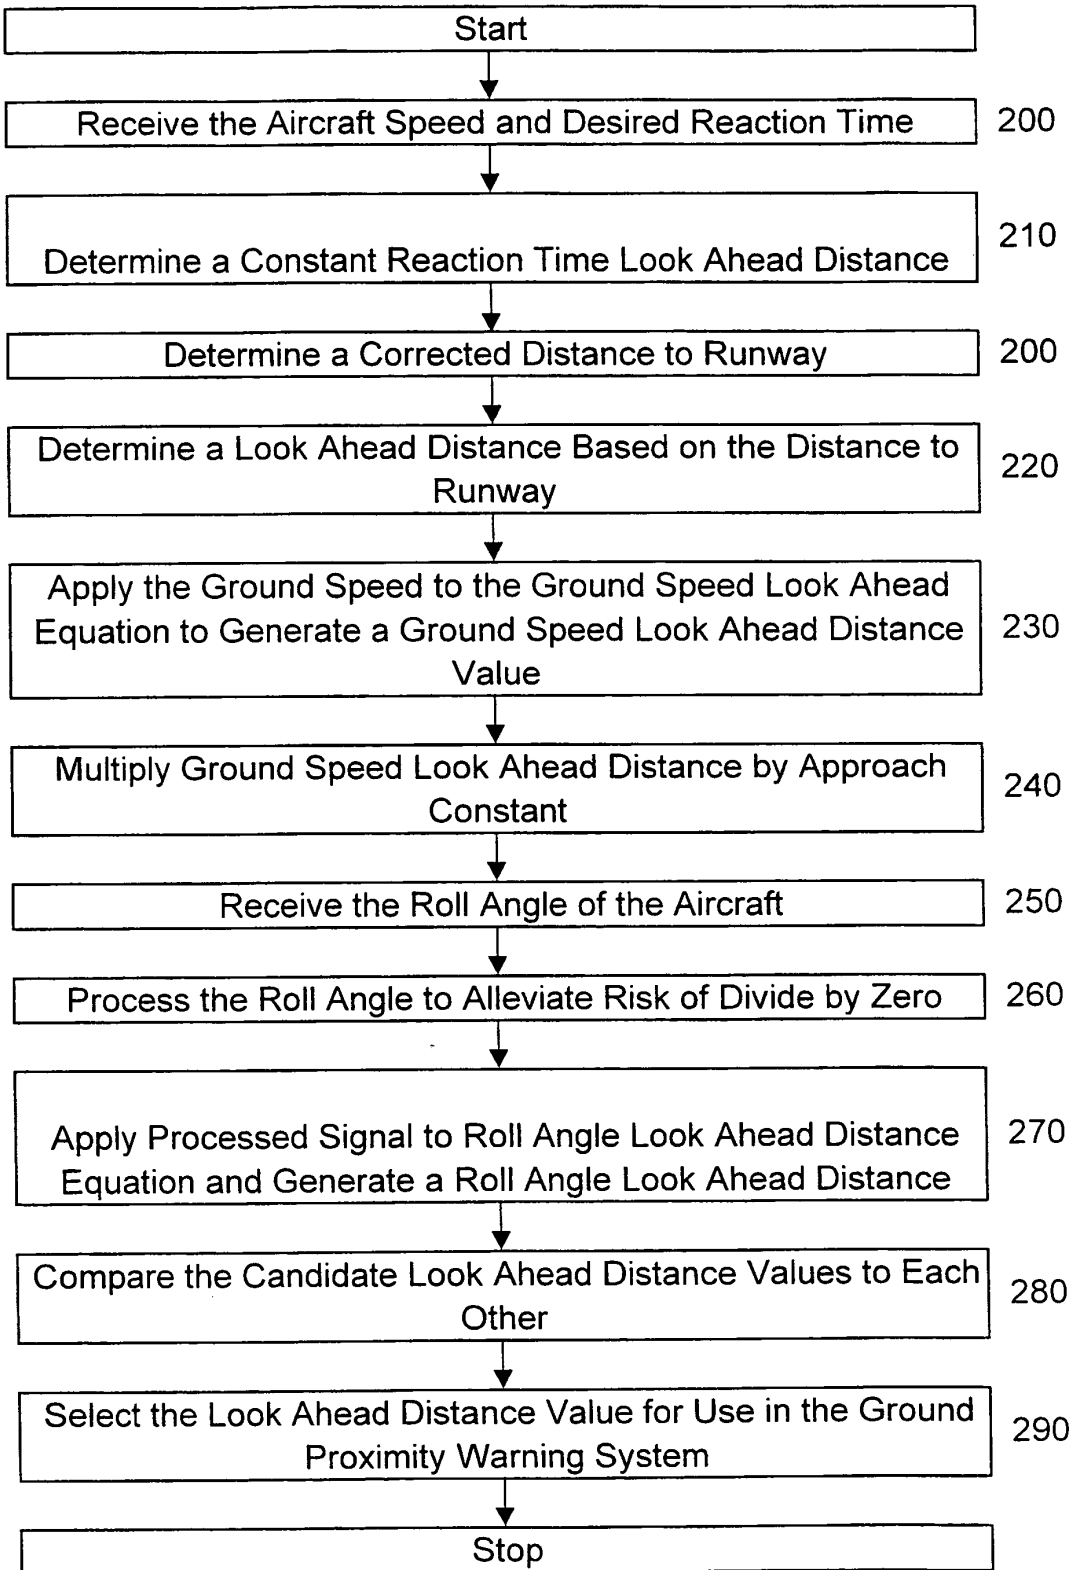 Start
Receive the Aircraft Speed and Desired Reaction Time
200
Determine a Constant Reaction Time Look Ahead Distance
210
Determine a Corrected Distance to Runway
200
Determine a Look Ahead Distance Based on the Distance to
Runway
220
Apply the Ground Speed to the Ground Speed Look Ahead
Equation to Generate a Ground Speed Look Ahead Distance
Value
230
Multiply Ground Speed Look Ahead Distance by Approach
Constant
240
Receive the Roll Angle of the Aircraft
250
Process the Roll Angle to Alleviate Risk of Divide by Zero
260
Apply Processed Signal to Roll Angle Look Ahead Distance
Equation and Generate a Roll Angle Look Ahead Distance
270
Compare the Candidate Look Ahead Distance Values to Each
Other
280
Select the Look Ahead Distance Value for Use in the Ground
Proximity Warning System
290
Stop